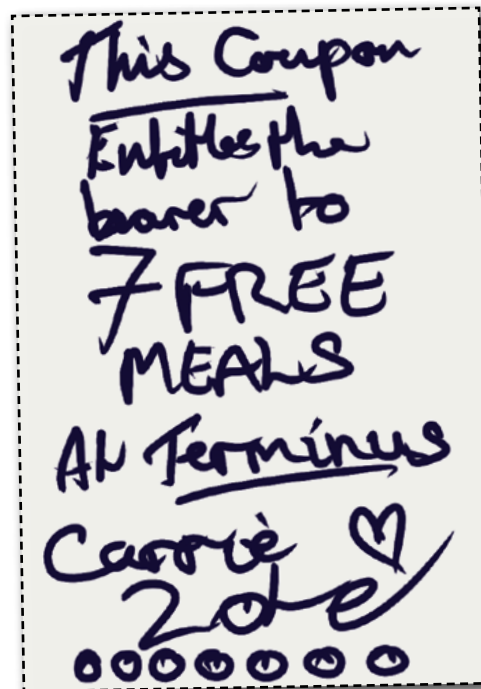 This Coupon
Entitles the
bearer to
7 FREE
MEALS
At Terminus
Carrie
Zoe